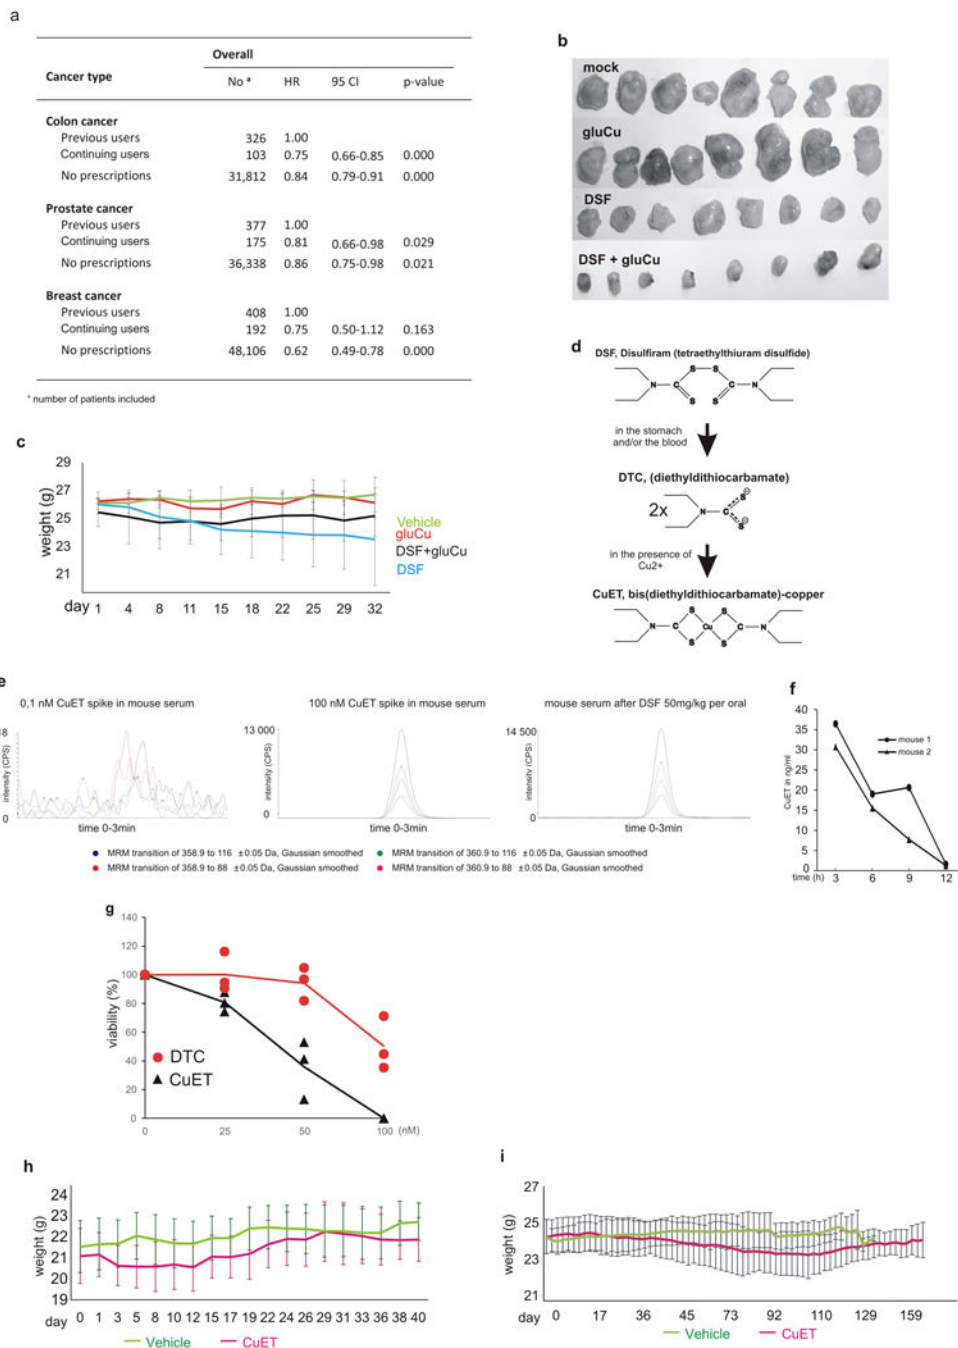 a
Overall
Cancer type No ᵃ HR 95 CI p-value
Colon cancer
Previous users 326 1.00
Continuing users 103 0.75 0.66-0.85 0.000
No prescriptions 31,812 0.84 0.79-0.91 0.000
Prostate cancer
Previous users 377 1.00
Continuing users 175 0.81 0.66-0.98 0.029
No prescriptions 36,338 0.86 0.75-0.98 0.021
Breast cancer
Previous users 408 1.00
Continuing users 192 0.75 0.50-1.12 0.163
No prescriptions 48,106 0.62 0.49-0.78 0.000
ᵃ number of patients included
b
mock
gluCu
DSF
DSF + gluCu
c
weight (g)
29
27
25
23
21
day 1 4 8 11 15 18 22 25 29 32
Vehicle
gluCu
DSF+gluCu
DSF
d
DSF, Disulfiram (tetraethylthiuram disulfide)
S S
N C C N
S S
in the stomach
and/or the blood
DTC, (diethyldithiocarbamate)
2x N C S
S
in the presence of
Cu2+
CuET, bis(diethyldithiocarbamate)-copper
S S
N C Cu C N
S S
e
0,1 nM CuET spike in mouse serum
18
intensity (CPS)
0
time 0-3min
100 nM CuET spike in mouse serum
13 000
intensity (CPS)
0
time 0-3min
mouse serum after DSF 50mg/kg per oral
14 500
intensity (CPS)
0
time 0-3min
MRM transition of 358.9 to 116 ±0.05 Da, Gaussian smoothed
MRM transition of 360.9 to 116 ±0.05 Da, Gaussian smoothed
MRM transition of 358.9 to 88 ±0.05 Da, Gaussian smoothed
MRM transition of 360.9 to 88 ±0.05 Da, Gaussian smoothed
f
CuET in ng/ml
40
35
30
25
20
15
10
5
0
time (h) 3 6 9 12
mouse 1
mouse 2
g
viability (%)
140
120
100
80
60
40
20
0
0 25 50 100 (nM)
DTC
CuET
h
weight (g)
24
23
22
21
20
19
day 0 1 3 5 8 10 12 15 17 19 22 24 26 29 31 33 36 38 40
Vehicle CuET
i
weight (g)
27
25
23
21
day 0 17 45 73 92 110 129 159
Vehicle CuET